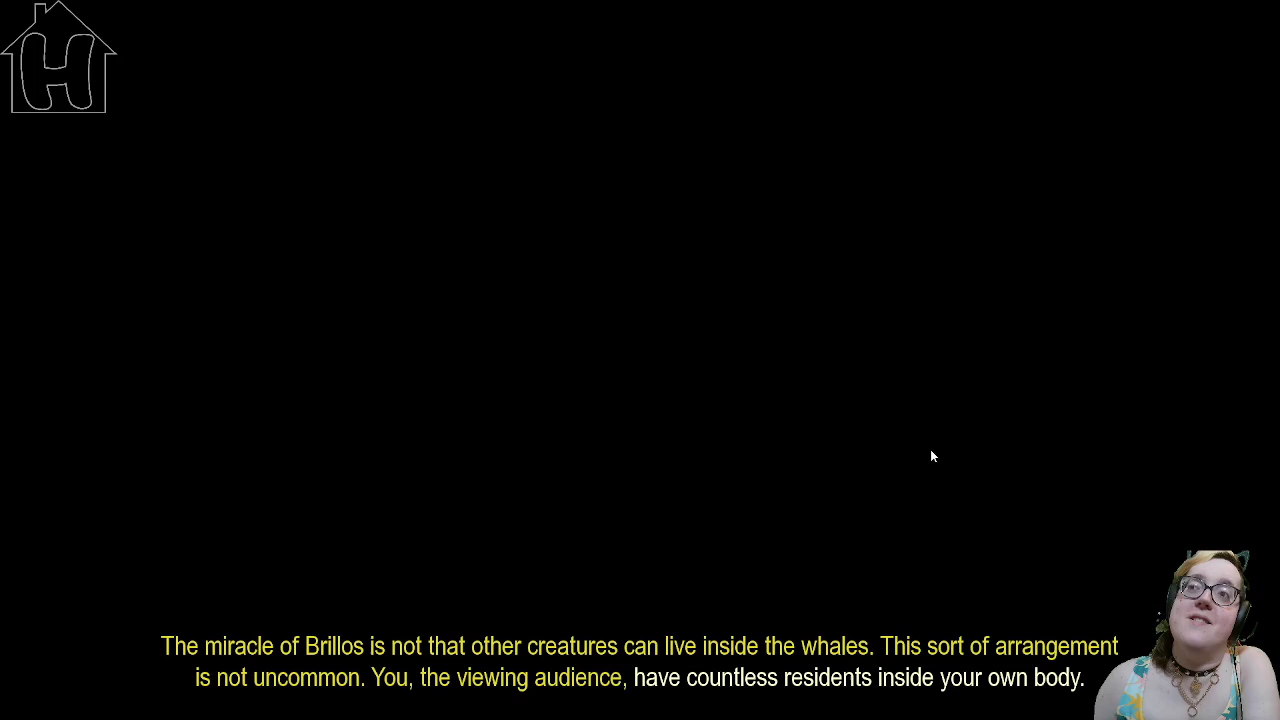 H
The miracle of Brillos is not that other creatures can live inside the whales. This sort of arrangement
is not uncommon. You, the viewing audience, have countless residents inside your own body.